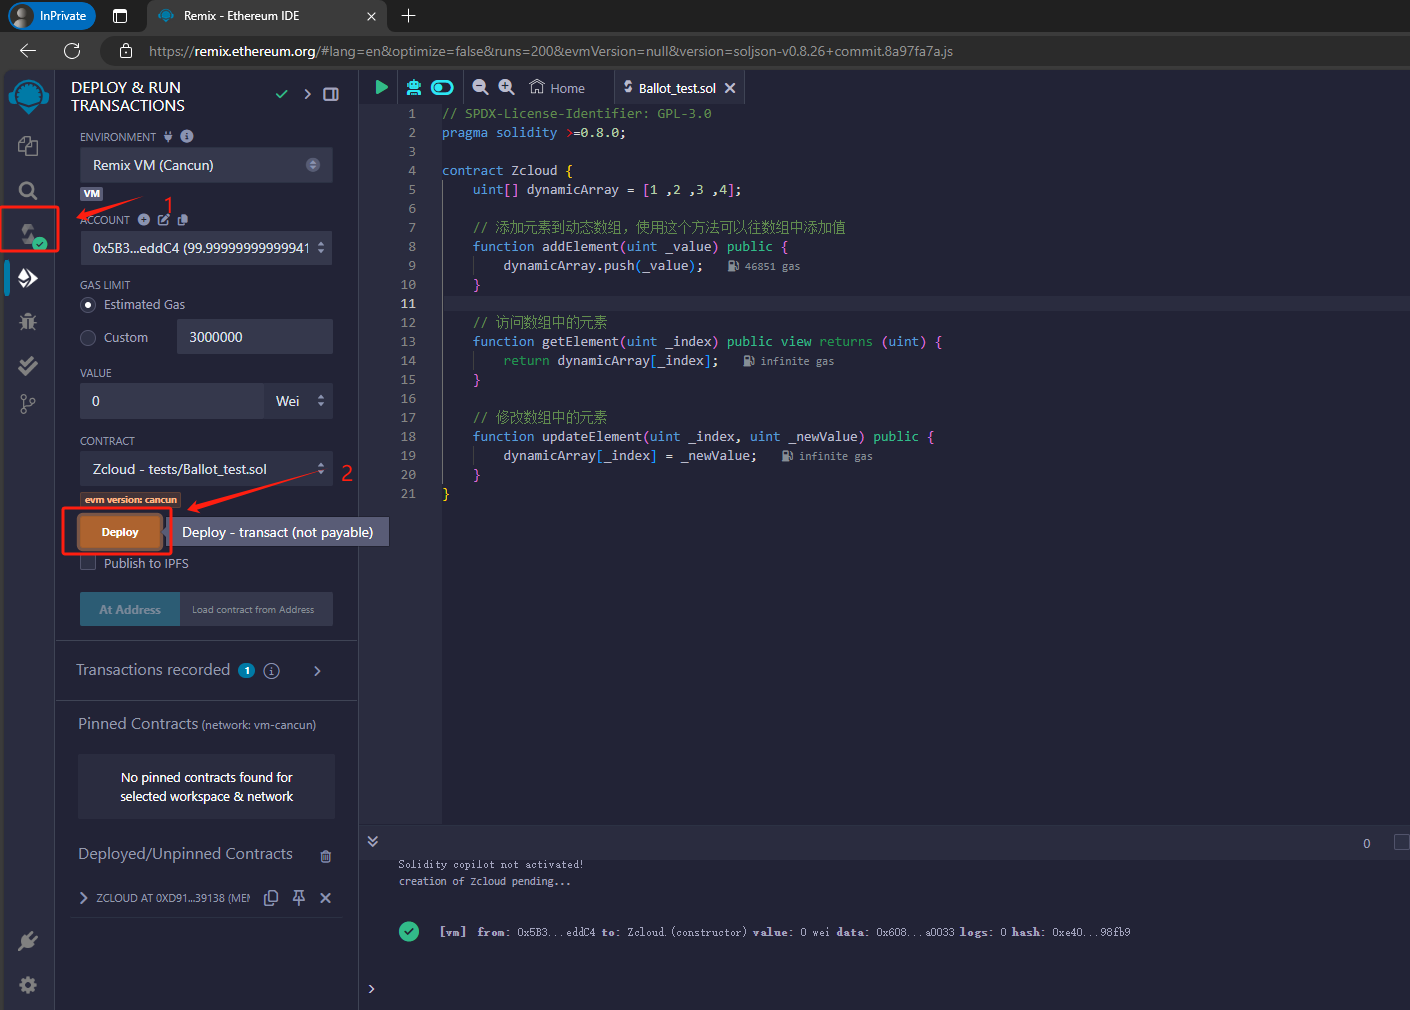 InPrivate
Remix - Ethereum IDE
https://remix.ethereum.org/#lang=en&optimize=false&runs=200&evmVersion=null&version=soljson-v0.8.26+commit.8a97fa7a.js
DEPLOY & RUN
TRANSACTIONS
ENVIRONMENT
Remix VM (Cancun)
VM
1
ACCOUNT
0x5B3...eddC4 (99.99999999999941
GAS LIMIT
Estimated Gas
Custom
3000000
VALUE
0
Wei
CONTRACT
Zcloud - tests/Ballot_test.sol
2
evm version: cancun
Deploy
Deploy - transact (not payable)
Publish to IPFS
At Address
Load contract from Address
Transactions recorded 1
Pinned Contracts (network: vm-cancun)
No pinned contracts found for
selected workspace & network
Deployed/Unpinned Contracts
ZCLOUD AT 0XD91...39138 (MEM
Home
Ballot_test.sol
1 // SPDX-License-Identifier: GPL-3.0
2 pragma solidity >=0.8.0;
3
4 contract Zcloud {
5 uint[] dynamicArray = [1 ,2 ,3 ,4];
6
7 // 添加元素到动态数组，使用这个方法可以往数组中添加值
8 function addElement(uint _value) public {
9 dynamicArray.push(_value); 46851 gas
10 }
11
12 // 访问数组中的元素
13 function getElement(uint _index) public view returns (uint) {
14 return dynamicArray[_index]; infinite gas
15 }
16
17 // 修改数组中的元素
18 function updateElement(uint _index, uint _newValue) public {
19 dynamicArray[_index] = _newValue; infinite gas
20 }
21 }
0
Solidity copilot not activated!
creation of Zcloud pending...
[vm] from: 0x5B3...eddC4 to: Zcloud.(constructor) value: 0 wei data: 0x608...a0033 logs: 0 hash: 0xe40...98fb9
>